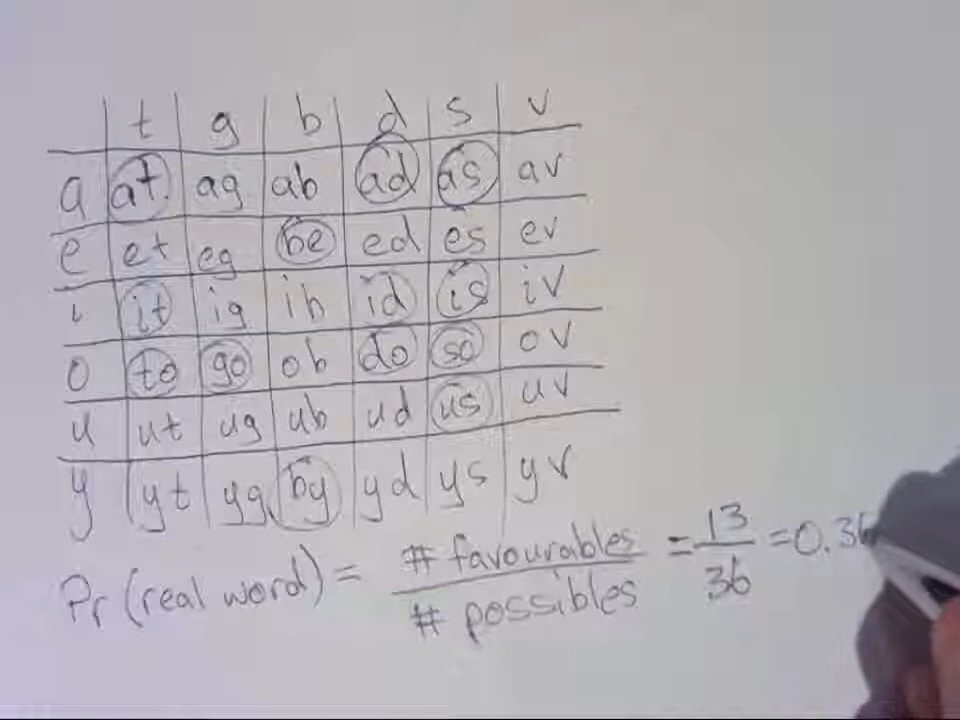 t g b d s v
a at ag ab ad as av
e et eg be ed es ev
i it ig ib id is iv
o to go ob do so ov
u ut ug ub ud us uv
y yt yg by yd ys yv
Pr (real word) = # favourables / # possibles = 13 / 36 = 0.36